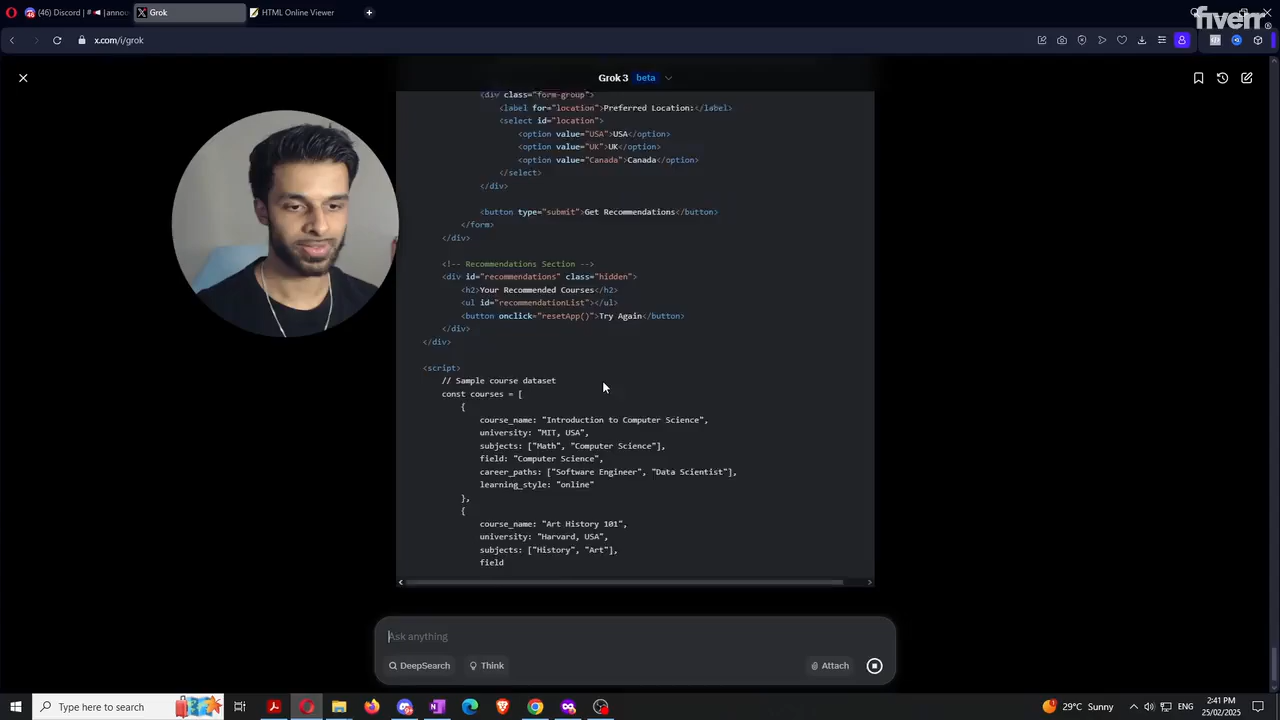 (46) Discord | #
Grok
HTML Online Viewer
fiverr
x.com/i/grok
Grok 3 beta
<div class="form-group">
<label for="location">Preferred Location:</label>
<select id="location">
<option value="USA">USA</option>
<option value="UK">UK</option>
<option value="Canada">Canada</option>
</select>
</div>
<button type="submit">Get Recommendations</button>
</form>
</div>
<!-- Recommendations Section -->
<div id="recommendations" class="hidden">
<h2>Your Recommended Courses</h2>
<ul id="recommendationList"></ul>
<button onclick="resetApp()">Try Again</button>
</div>
</div>
<script>
// Sample course dataset
const courses = [
{
course_name: "Introduction to Computer Science",
university: "MIT, USA",
subjects: ["Math", "Computer Science"],
field: "Computer Science",
career_paths: ["Software Engineer", "Data Scientist"],
learning_style: "online"
},
{
course_name: "Art History 101",
university: "Harvard, USA",
subjects: ["History", "Art"],
field
Ask anything
DeepSearch
Think
Attach
Type here to search
29°C Sunny
ENG
2:41 PM
25/02/2025